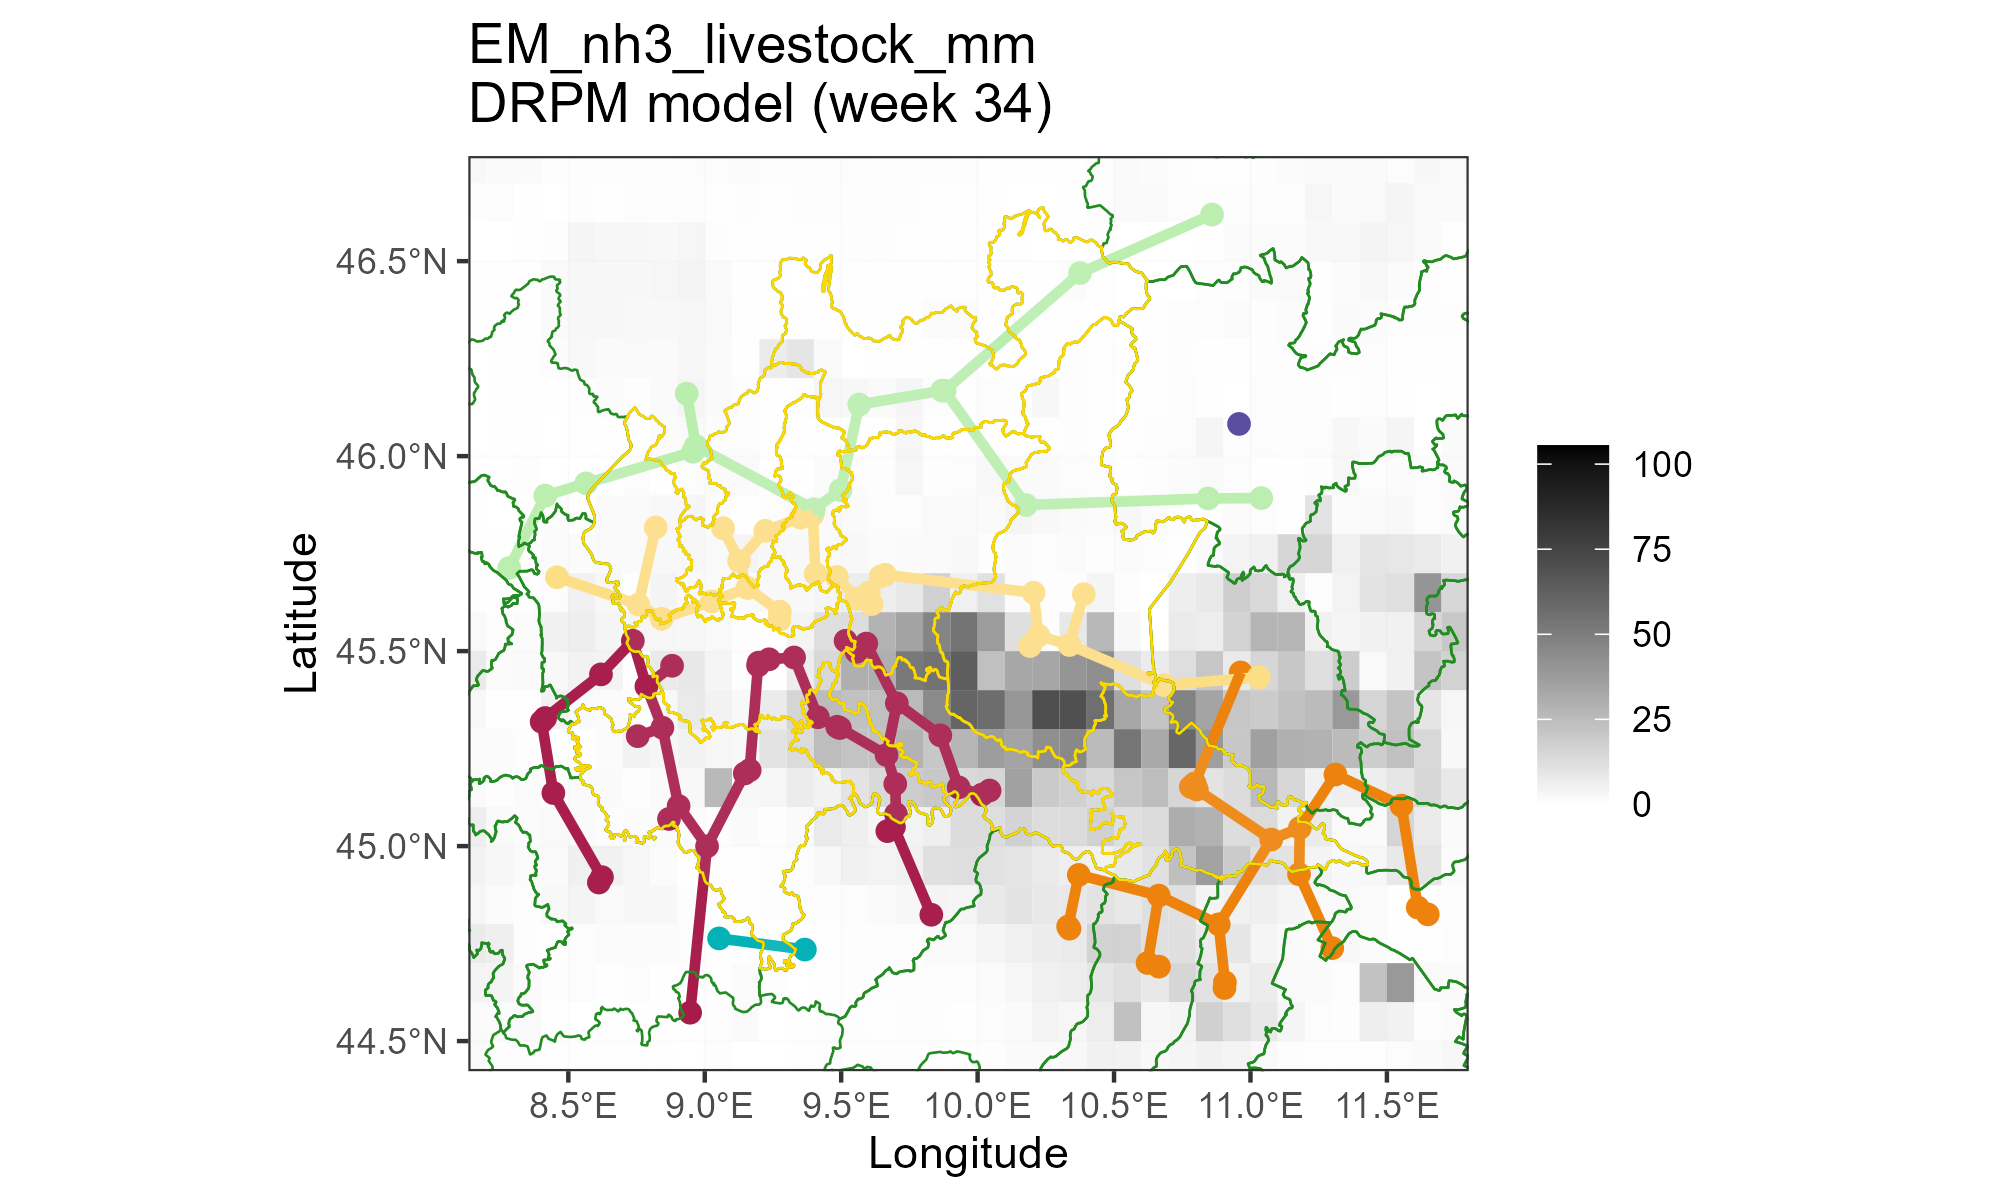 EM_nh3_livestock_mm
DRPM model (week 34)
46.5°N
46.0°N
45.5°N
45.0°N
44.5°N
Latitude
8.5°E 9.0°E 9.5°E 10.0°E 10.5°E 11.0°E 11.5°E
Longitude
100
75
50
25
0